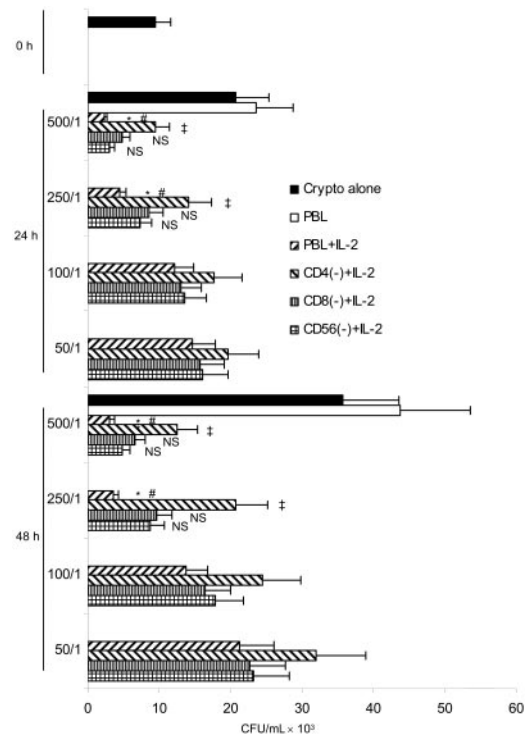 0 h
500/1
* #
‡
NS
NS
250/1
* #
‡
NS
NS
24 h
100/1
50/1
Crypto alone
PBL
PBL+IL-2
CD4(-)+IL-2
CD8(-)+IL-2
CD56(-)+IL-2
500/1
* #
‡
NS
NS
250/1
* #
‡
NS
NS
48 h
100/1
50/1
0 10 20 30 40 50 60
CFU/mL × 10³